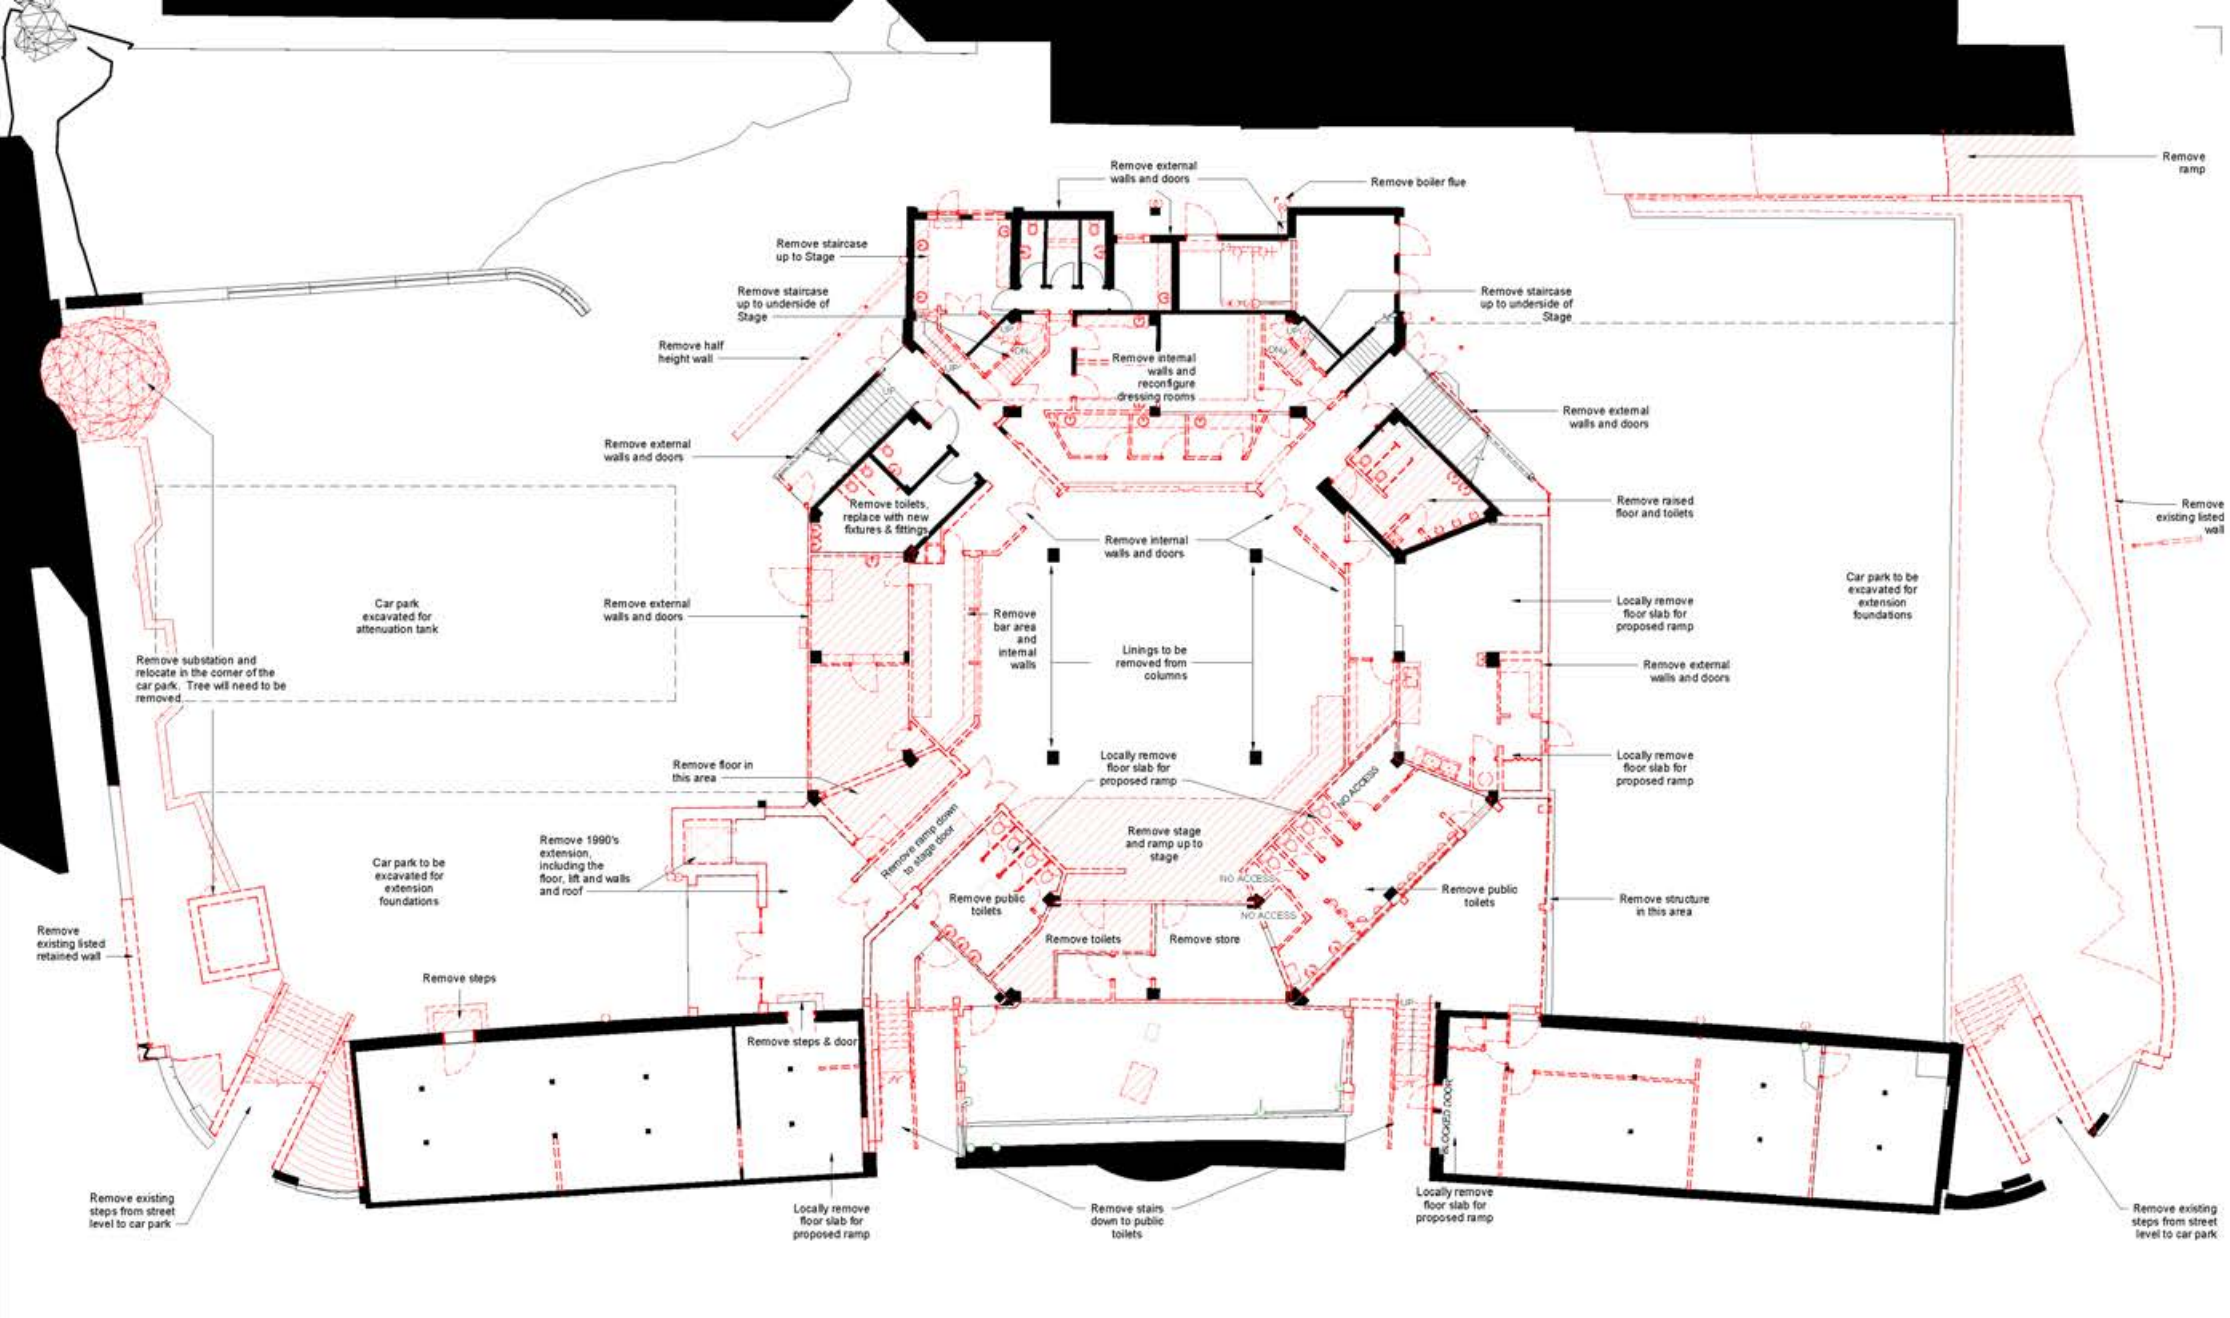 Remove external
walls and doors
Remove boiler flue
Remove
ramp
Remove staircase
up to Stage
Remove staircase
up to underside of
Stage
Remove staircase
up to underside of
Stage
UP
DN
UP
DN
UP
UP
Remove half
height wall
Remove internal
walls and
reconfigure
dressing rooms
Remove external
walls and doors
Remove external
walls and doors
Remove toilets,
replace with new
fixtures & fittings
Remove raised
floor and toilets
Remove
existing listed
wall
Remove internal
walls and doors
Car park
excavated for
attenuation tank
Remove external
walls and doors
Remove
bar area
and
internal
walls
Linings to be
removed from
columns
Locally remove
floor slab for
proposed ramp
Car park to be
excavated for
extension
foundations
Remove substation and
relocate in the corner of the
car park. Tree will need to be
removed.
Remove external
walls and doors
Remove floor in
this area
Locally remove
floor slab for
proposed ramp
NO ACCESS
Locally remove
floor slab for
proposed ramp
Remove 1990's
extension,
including the
floor, lift and walls
and roof
Remove ramp down
to stage door
Remove stage
and ramp up to
stage
Car park to be
excavated for
extension
foundations
NO ACCESS
NO ACCESS
Remove public
toilets
Remove public
toilets
Remove structure
in this area
Remove
existing listed
retained wall
Remove toilets
Remove store
Remove steps
UP
Remove steps & door
BLOCKED DOOR
Remove existing
steps from street
level to car park
Locally remove
floor slab for
proposed ramp
Remove stairs
down to public
toilets
Locally remove
floor slab for
proposed ramp
Remove existing
steps from street
level to car park